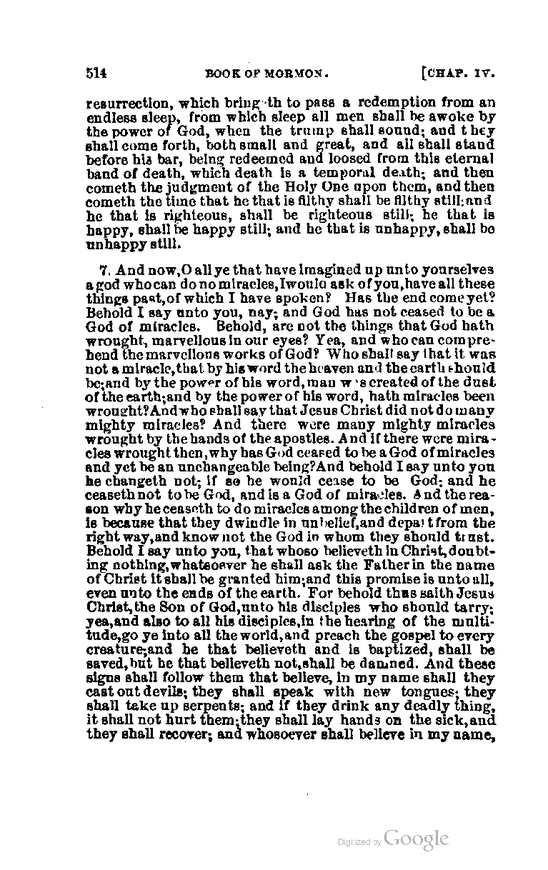 514 BOOK OF MORMON. [CHAP. IV.
resurrection, which bringeth to pass a redemption from an
endless sleep, from which sleep all men shall be awoke by
the power of God, when the trump shall sound; and they
shall come forth, both small and great, and all shall stand
before his bar, being redeemed and loosed from this eternal
band of death, which death is a temporal death; and then
cometh the judgment of the Holy One upon them, and then
cometh the time that he that is filthy shall be filthy still; and
he that is righteous, shall be righteous still; he that is
happy, shall be happy still; and he that is unhappy, shall be
unhappy still.
7. And now, O all ye that have imagined up unto yourselves
a god who can do no miracles, I would ask of you, have all these
things past, of which I have spoken? Has the end come yet?
Behold I say unto you, nay; and God has not ceased to be a
God of miracles. Behold, are not the things that God hath
wrought, marvellous in our eyes? Yea, and who can compre-
hend the marvellous works of God? Who shall say that it was
not a miracle, that by his word the heaven and the earth should
be; and by the power of his word, man was created of the dust
of the earth; and by the power of his word, hath miracles been
wrought? And who shall say that Jesus Christ did not do many
mighty miracles? And there were many mighty miracles
wrought by the hands of the apostles. And if there were mira-
cles wrought then, why has God ceased to be a God of miracles
and yet be an unchangeable being? And behold I say unto you
he changeth not; if so he would cease to be God; and he
ceaseth not to be God, and is a God of miracles. And the rea-
son why he ceaseth to do miracles among the children of men,
is because that they dwindle in unbelief, and depart from the
right way, and know not the God in whom they should trust.
Behold I say unto you, that whoso believeth in Christ, doubt-
ing nothing, whatsoever he shall ask the Father in the name
of Christ it shall be granted him; and this promise is unto all,
even unto the ends of the earth. For behold thus saith Jesus
Christ, the Son of God, unto his disciples who should tarry;
yea, and also to all his disciples, in the hearing of the multi-
tude, go ye into all the world, and preach the gospel to every
creature; and he that believeth and is baptized, shall be
saved, but he that believeth not, shall be damned. And these
signs shall follow them that believe, in my name shall they
cast out devils; they shall speak with new tongues; they
shall take up serpents; and if they drink any deadly thing,
it shall not hurt them; they shall lay hands on the sick, and
they shall recover; and whosoever shall believe in my name,
Digitized by Google